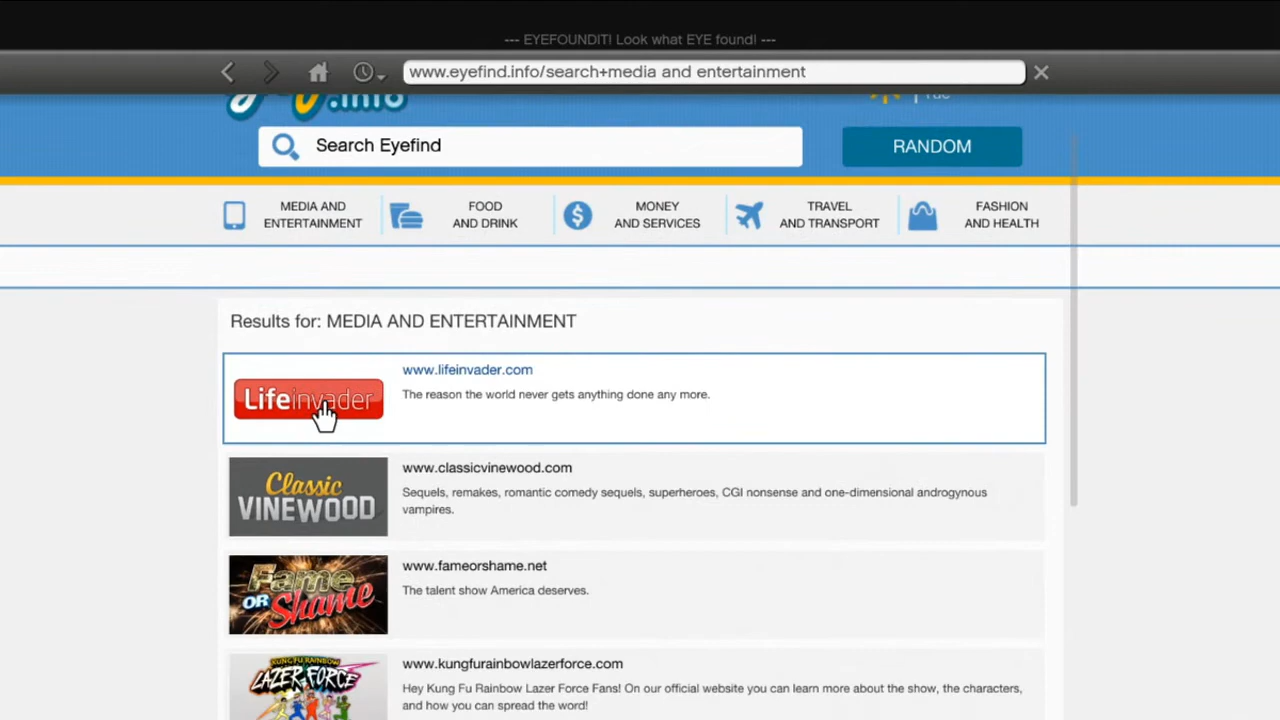 --- EYEFOUNDIT! Look what EYE found! ---
www.eyefind.info/search+media and entertainment
.info
Search Eyefind
RANDOM
MEDIA AND
ENTERTAINMENT
FOOD
AND DRINK
MONEY
AND SERVICES
TRAVEL
AND TRANSPORT
FASHION
AND HEALTH
Results for: MEDIA AND ENTERTAINMENT
Lifeinvader
www.lifeinvader.com
The reason the world never gets anything done any more.
Classic
VINEWOOD
www.classicvinewood.com
Sequels, remakes, romantic comedy sequels, superheroes, CGI nonsense and one-dimensional androgynous
vampires.
Fame
OR Shame
www.fameorshame.net
The talent show America deserves.
KUNG FU RAINBOW
LAZER FORCE
www.kungfurainbowlazerforce.com
Hey Kung Fu Rainbow Lazer Force Fans! On our official website you can learn more about the show, the characters,
and how you can spread the word!